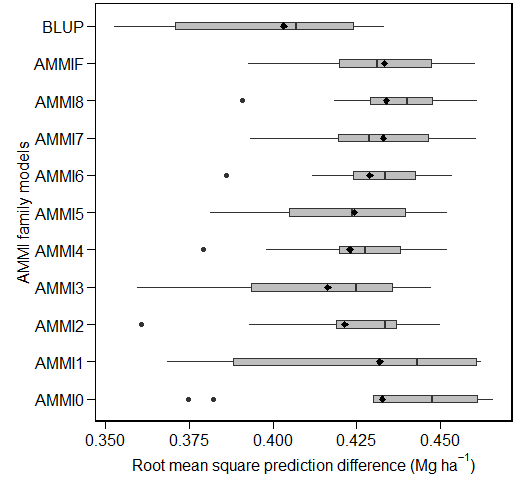 BLUP
AMMIF
AMMI8
AMMI7
AMMI6
AMMI5
AMMI4
AMMI3
AMMI2
AMMI1
AMMI0
AMMI family models
0.350 0.375 0.400 0.425 0.450
Root mean square prediction difference (Mg ha⁻¹)